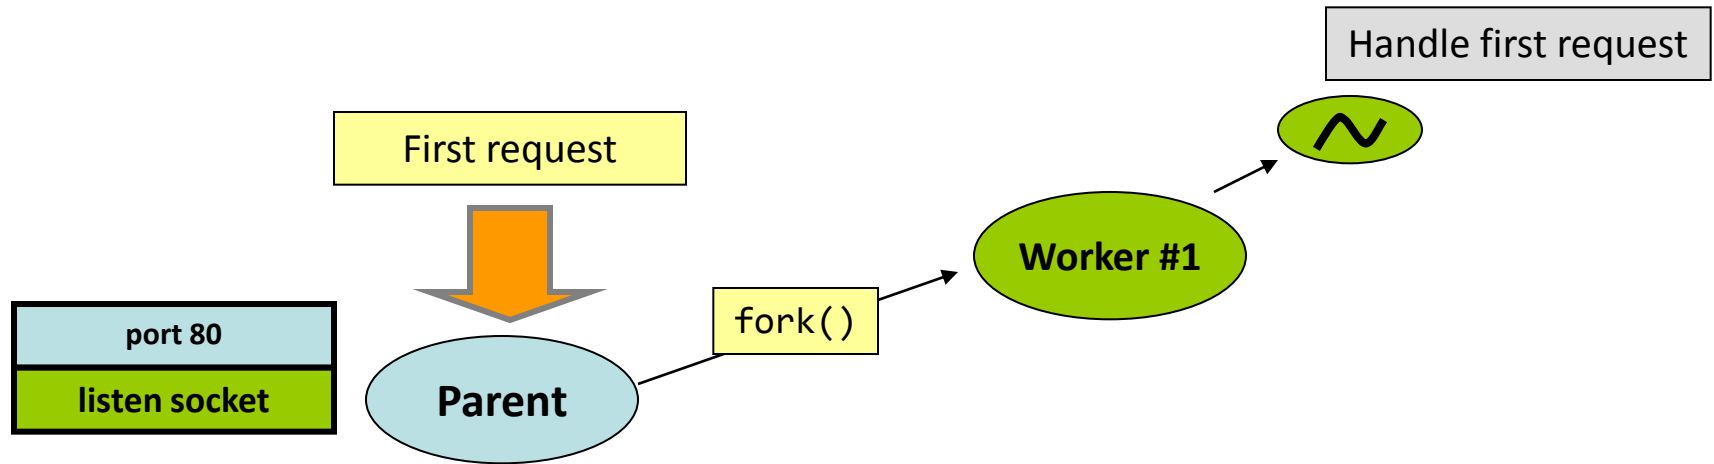 Handle first request
First request
Worker #1
fork()
port 80
listen socket
Parent